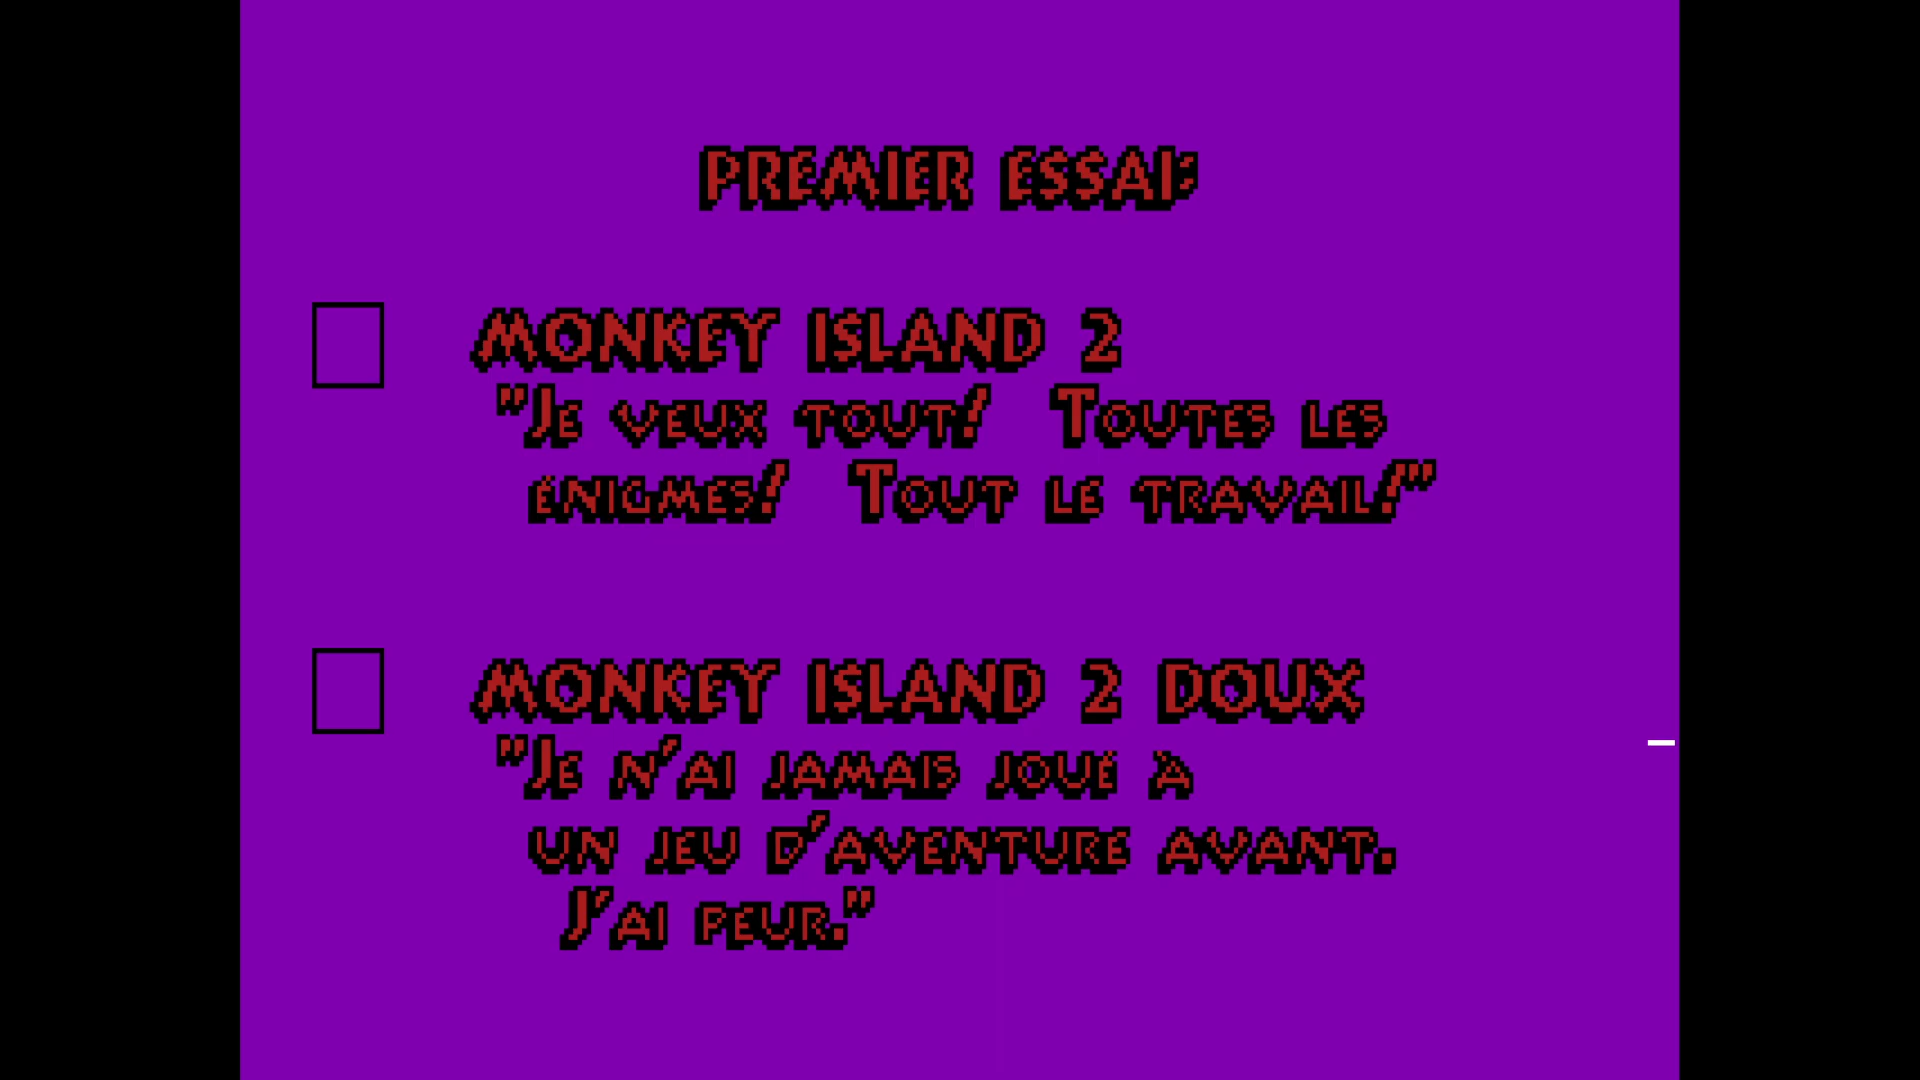 PREMIER ESSAI:
MONKEY ISLAND 2
"Je veux tout! Toutes les
énigmes! Tout le travail!"
MONKEY ISLAND 2 DOUX
"Je n'ai jamais joué à
un jeu d'aventure avant.
J'ai peur."